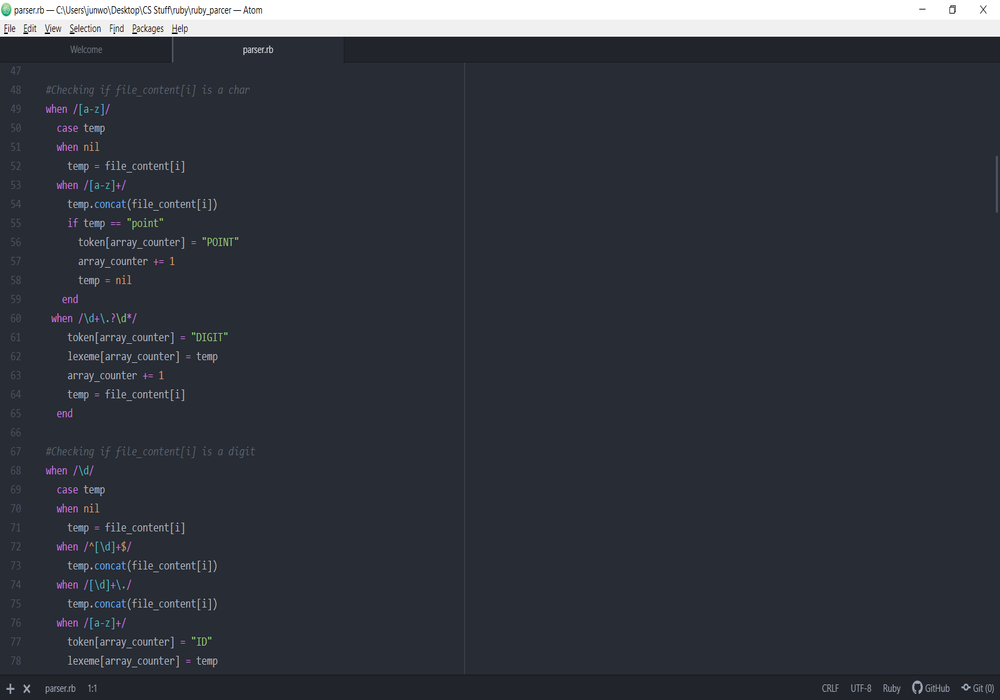 parser.rb — C:\Users\junwo\Desktop\CS Stuff\ruby\ruby_parcer — Atom
File Edit View Selection Find Packages Help
Welcome parser.rb
47
48 #Checking if file_content[i] is a char
49 when /[a-z]/
50 case temp
51 when nil
52 temp = file_content[i]
53 when /[a-z]+/
54 temp.concat(file_content[i])
55 if temp == "point"
56 token[array_counter] = "POINT"
57 array_counter += 1
58 temp = nil
59 end
60 when /\d+\.?\d*/
61 token[array_counter] = "DIGIT"
62 lexeme[array_counter] = temp
63 array_counter += 1
64 temp = file_content[i]
65 end
66
67 #Checking if file_content[i] is a digit
68 when /\d/
69 case temp
70 when nil
71 temp = file_content[i]
72 when /^[\d]+$/
73 temp.concat(file_content[i])
74 when /[\d]+\./
75 temp.concat(file_content[i])
76 when /[a-z]+/
77 token[array_counter] = "ID"
78 lexeme[array_counter] = temp
parser.rb 1:1 CRLF UTF-8 Ruby GitHub Git (0)